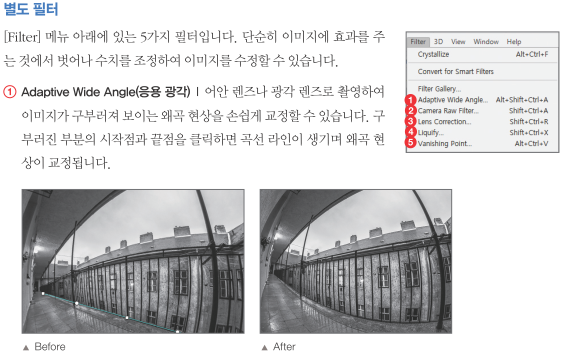 별도 필터
[Filter] 메뉴 아래에 있는 5가지 필터입니다. 단순히 이미지에 효과를 주
는 것에서 벗어나 수치를 조정하여 이미지를 수정할 수 있습니다.
① Adaptive Wide Angle(응용 광각) | 어안 렌즈나 광각 렌즈로 촬영하여
이미지가 구부러져 보이는 왜곡 현상을 손쉽게 교정할 수 있습니다. 구
부러진 부분의 시작점과 끝점을 클릭하면 곡선 라인이 생기며 왜곡 현
상이 교정됩니다.
Filter 3D View Window Help
Crystallize Alt+Ctrl+F
Convert for Smart Filters
Filter Gallery...
1 Adaptive Wide Angle... Alt+Shift+Ctrl+A
2 Camera Raw Filter... Shift+Ctrl+A
3 Lens Correction... Shift+Ctrl+R
4 Liquify... Shift+Ctrl+X
5 Vanishing Point... Alt+Ctrl+V
▲ Before
▲ After